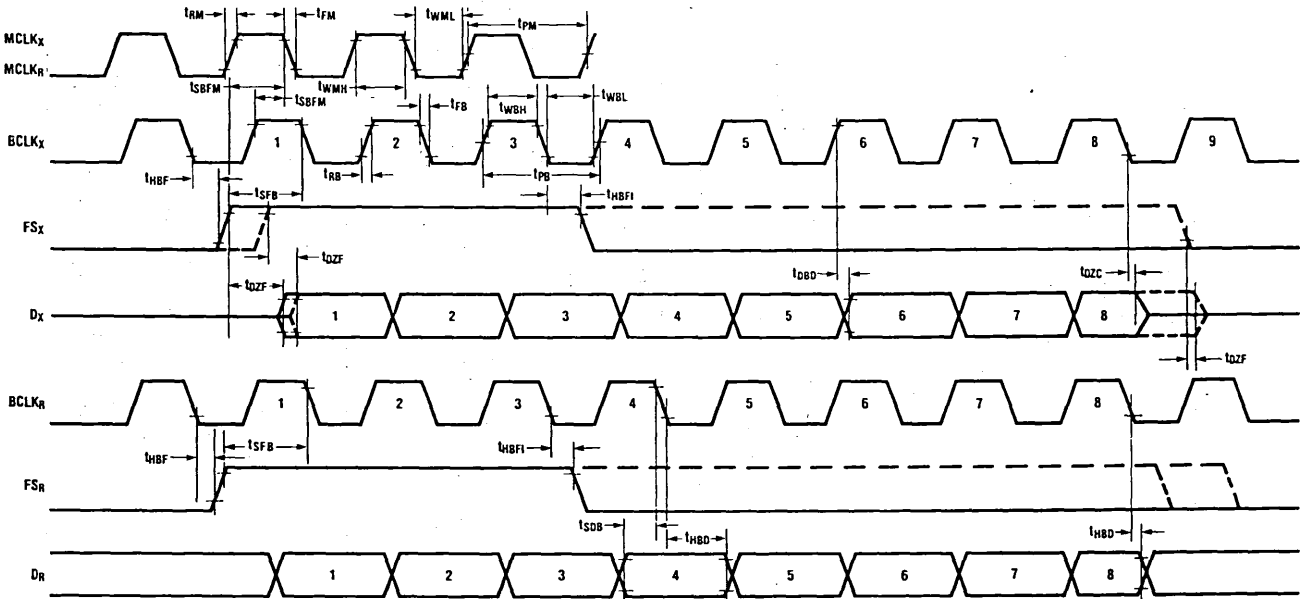 tRM tFM tWML tPM
MCLKX
MCLKR
tSBFM tWMH
tSBFM tFB tWBH tWBL
BCLKX 1 2 3 4 5 6 7 8 9
tHBF tSFB tRB tPB tHBFI
FSX
tDZF
tDZF tDBD tDZC
DX 1 2 3 4 5 6 7 8
tDZF
BCLKR 1 2 3 4 5 6 7 8
tHBF tSFB tHBFI
FSR
tSDB tHBD tHBD
DR 1 2 3 4 5 6 7 8